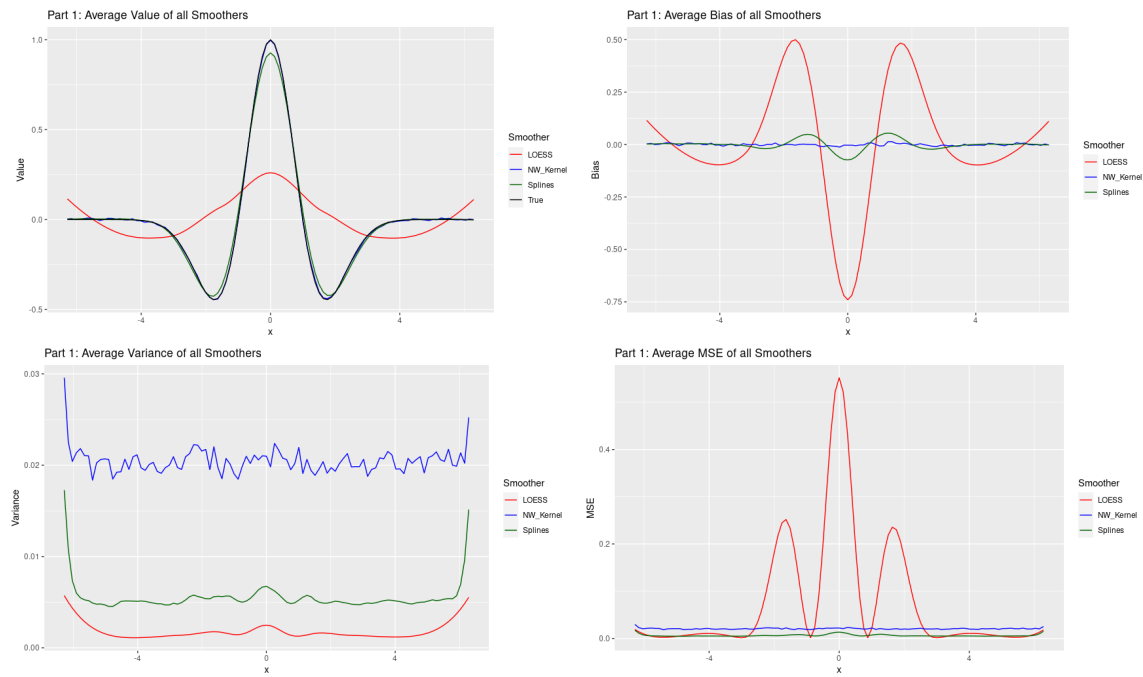 Part 1: Average Value of all Smoothers
1.0
0.5
0.0
-0.5
Value
-4
0
4
x
Smoother
LOESS
NW_Kernel
Splines
True
Part 1: Average Bias of all Smoothers
0.50
0.25
0.00
-0.25
-0.50
-0.75
Bias
-4
0
4
x
Smoother
LOESS
NW_Kernel
Splines
Part 1: Average Variance of all Smoothers
0.03
0.02
0.01
0.00
Variance
-4
0
4
x
Smoother
LOESS
NW_Kernel
Splines
Part 1: Average MSE of all Smoothers
0.4
0.2
0.0
MSE
-4
0
4
x
Smoother
LOESS
NW_Kernel
Splines